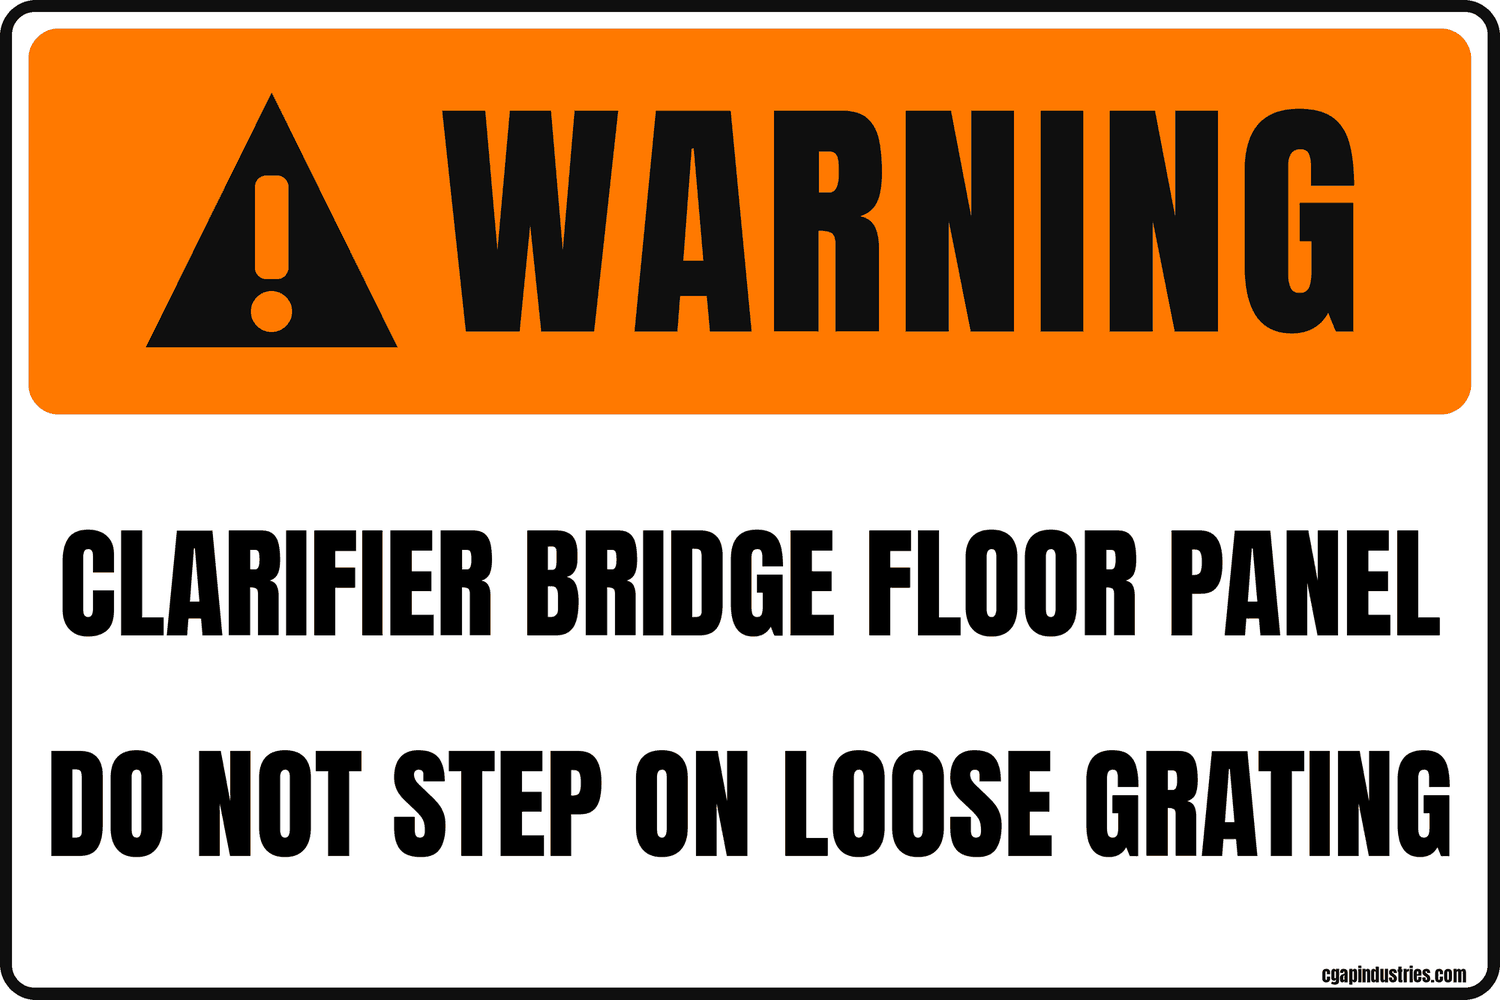 WARNING
CLARIFIER BRIDGE FLOOR PANEL
DO NOT STEP ON LOOSE GRATING
cgapindustries.com